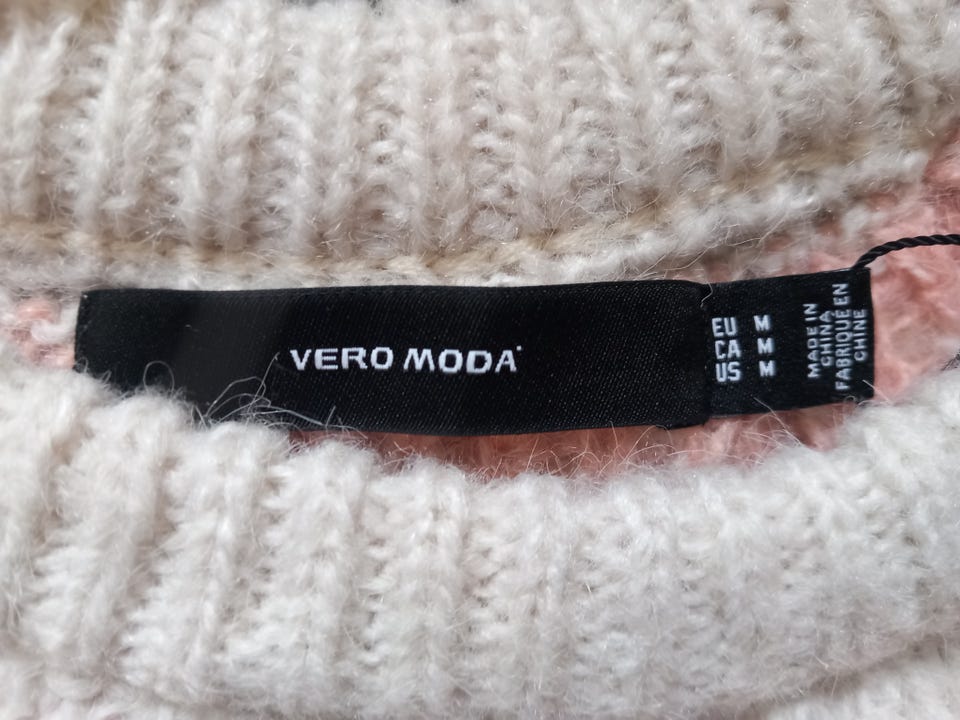 VERO MODA
EU M
CA M
US M
MADE IN
CHINA
FABRIQUÉ EN
CHINE